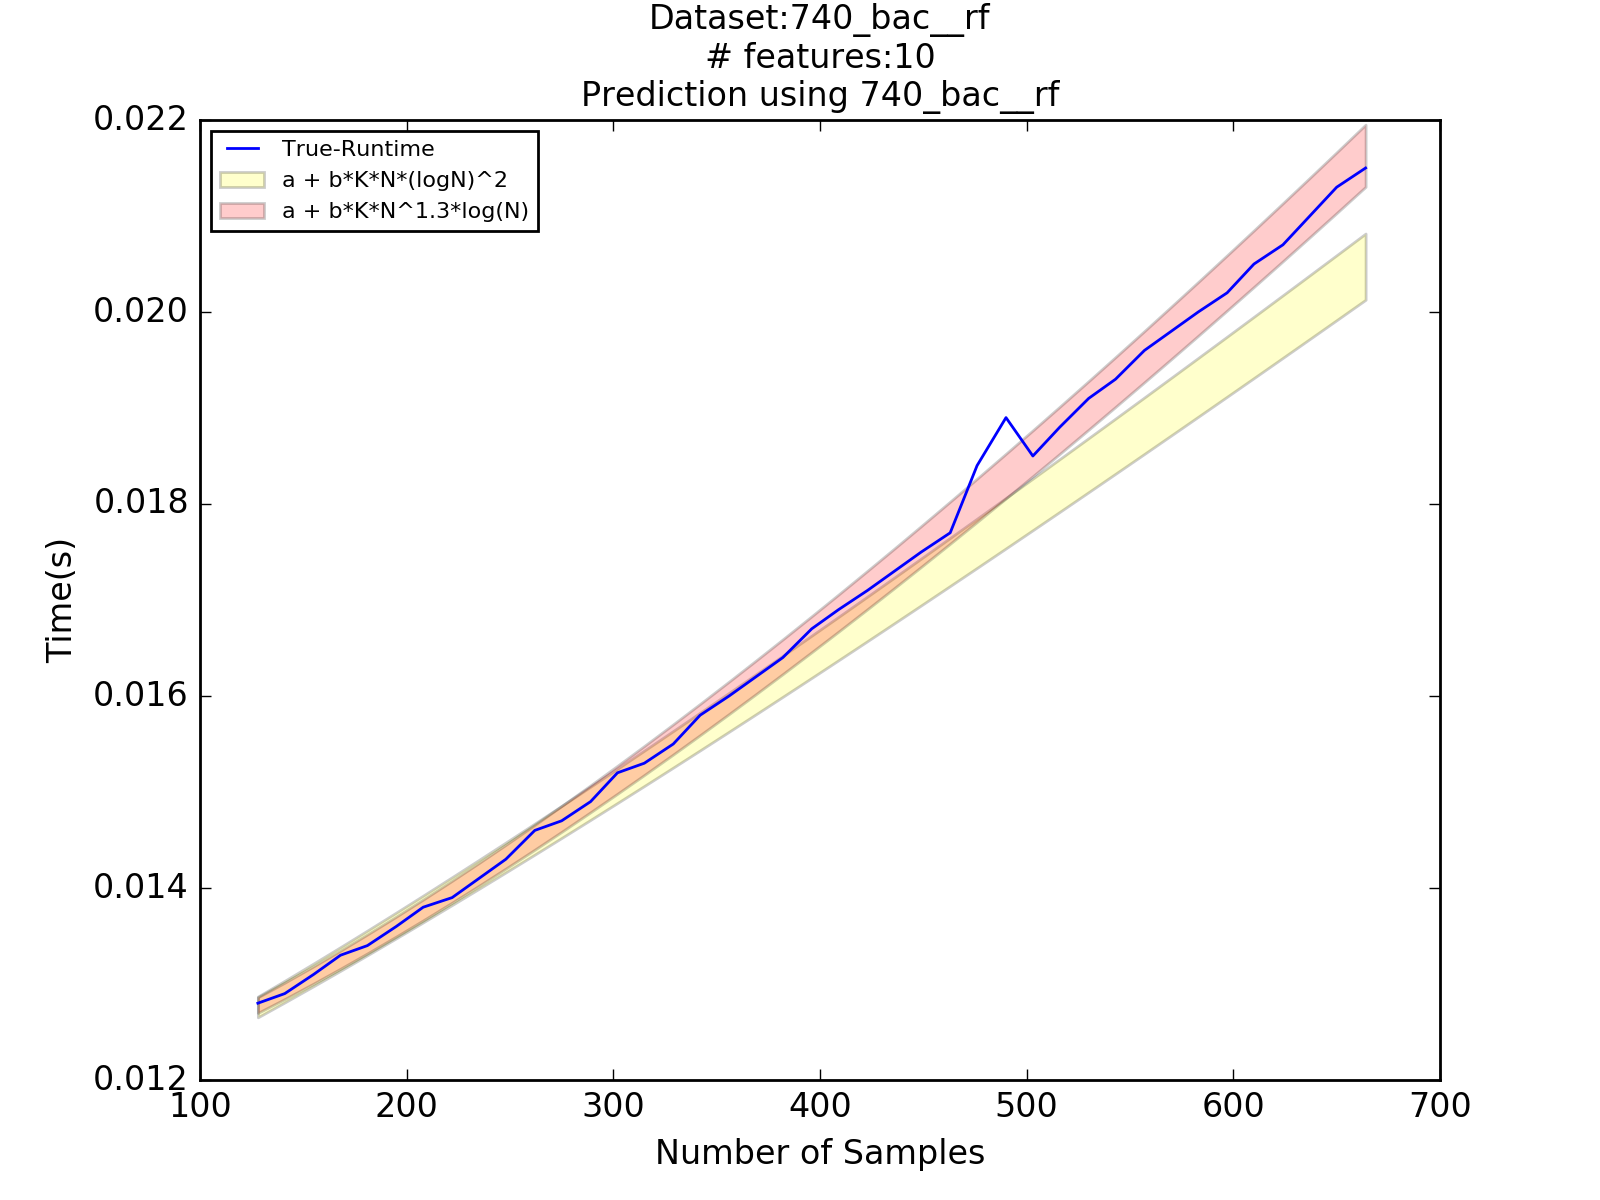 Dataset:740_bac__rf
# features:10
Prediction using 740_bac__rf
True-Runtime
a + b*K*N*(logN)^2
a + b*K*N^1.3*log(N)
0.022
0.020
0.018
0.016
0.014
0.012
Time(s)
100 200 300 400 500 600 700
Number of Samples